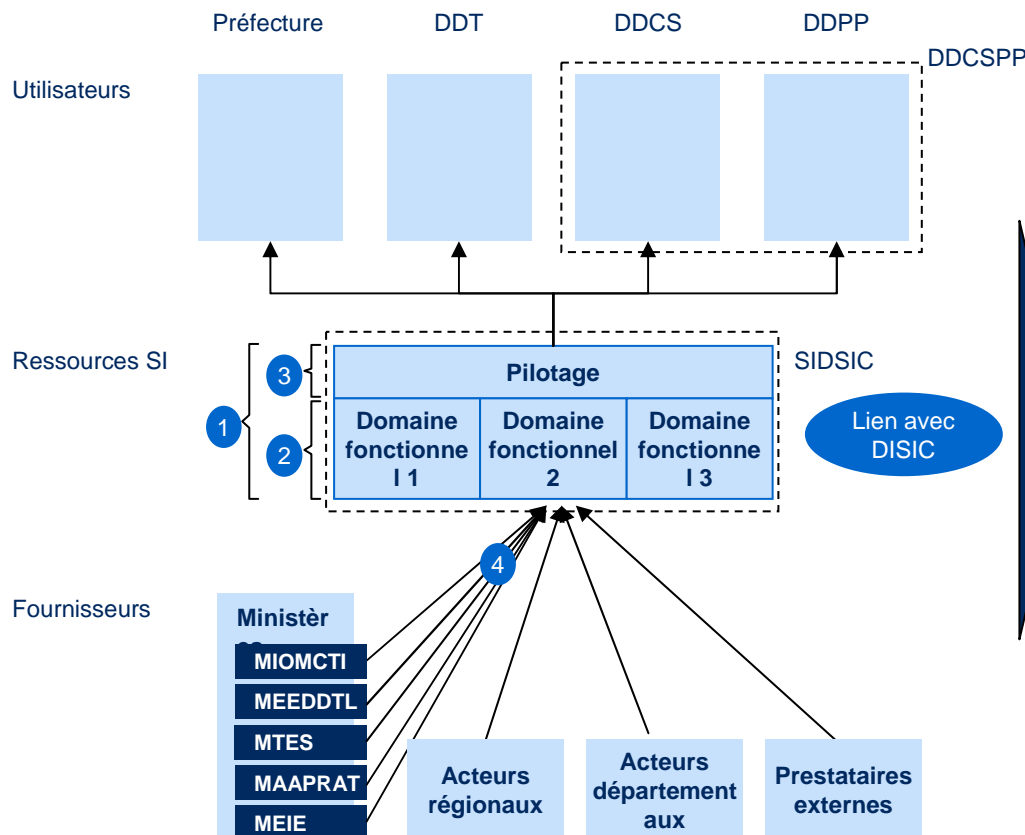 Préfecture
DDT
DDCS
DDPP
DDCSPP
Utilisateurs
Ressources SI
3
Pilotage
SIDSIC
1
2
Domaine
fonctionne
l 1
Domaine
fonctionnel
2
Domaine
fonctionne
l 3
Lien avec
DISIC
4
Fournisseurs
Ministèr
MIOMCTI
MEEDDTL
MTES
MAAPRAT
MEIE
Acteurs
régionaux
Acteurs
département
aux
Prestataires
externes